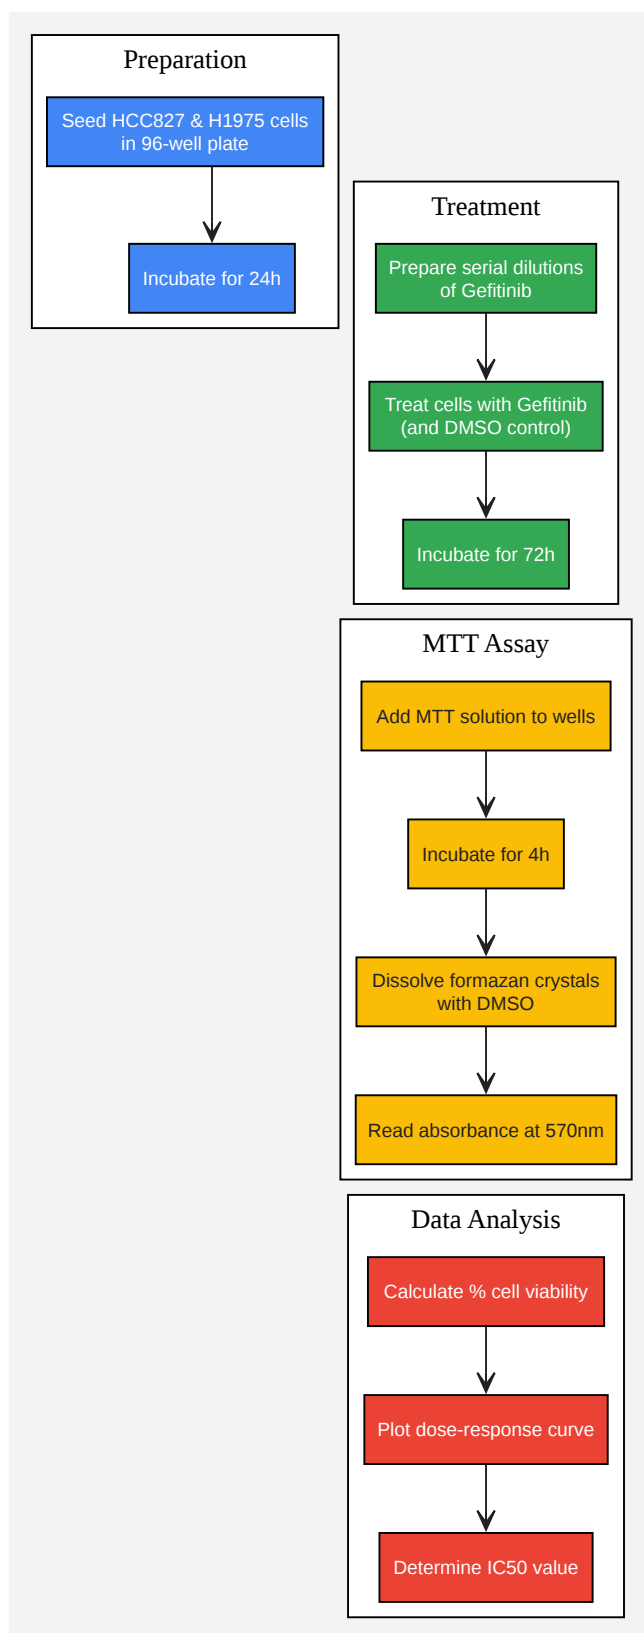 Preparation
Seed HCC827 & H1975 cells
in 96-well plate
Incubate for 24h
Treatment
Prepare serial dilutions
of Gefitinib
Treat cells with Gefitinib
(and DMSO control)
Incubate for 72h
MTT Assay
Add MTT solution to wells
Incubate for 4h
Dissolve formazan crystals
with DMSO
Read absorbance at 570nm
Data Analysis
Calculate % cell viability
Plot dose-response curve
Determine IC50 value